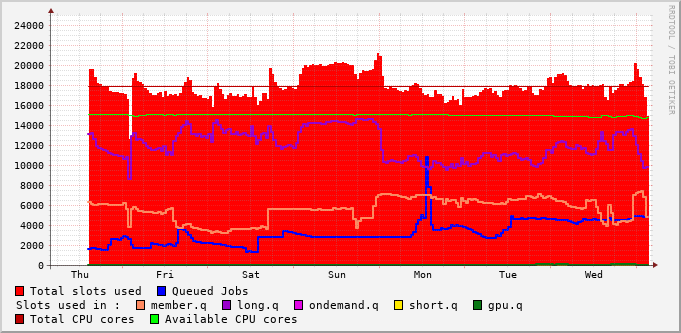 RRDTOOL / TOBI OETIKER
24000
22000
20000
18000
16000
14000
12000
10000
8000
6000
4000
2000
0
Thu Fri Sat Sun Mon Tue Wed
Total slots used Queued Jobs
Slots used in : member.q long.q ondemand.q short.q gpu.q
Total CPU cores Available CPU cores